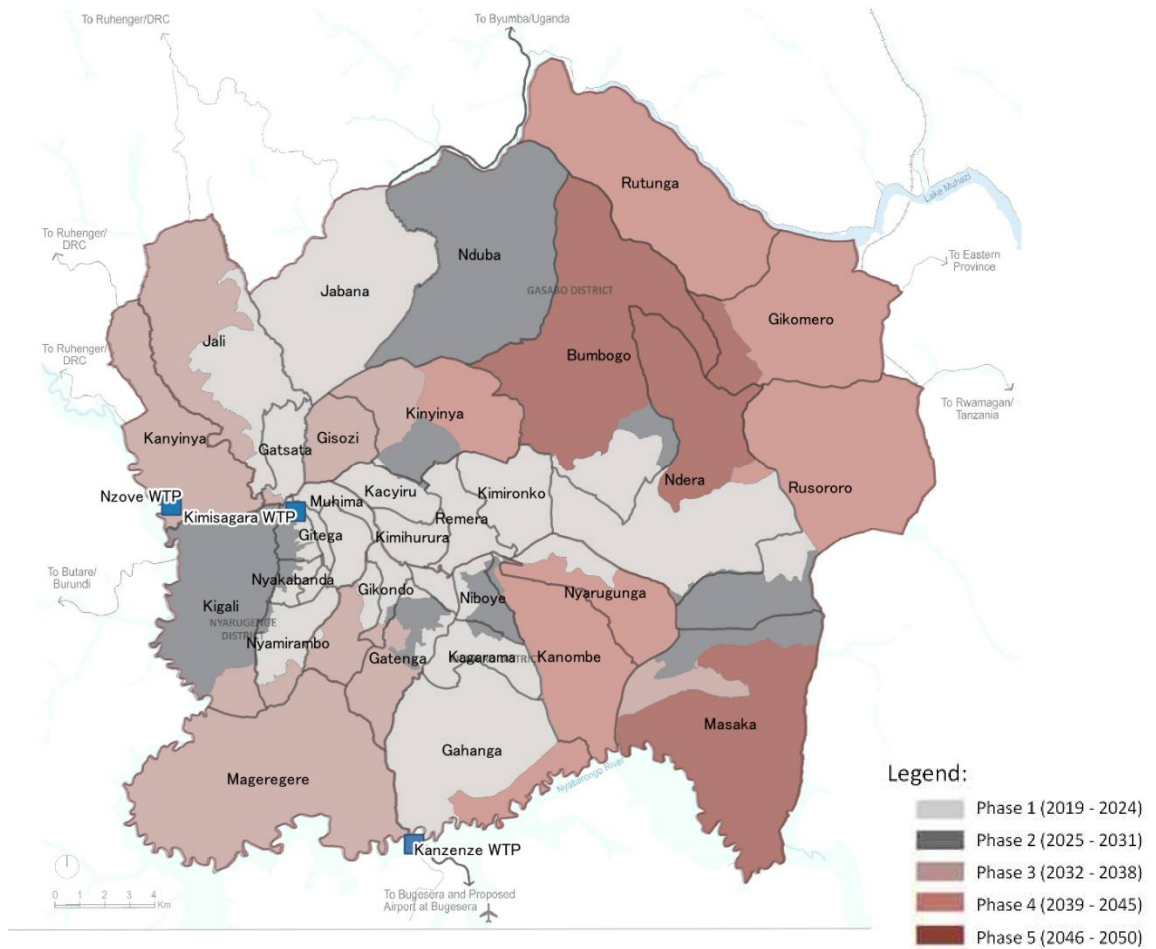 To Ruhenger/DRC
To Byumba/Uganda
Rutunga
Lake Muhazi
To Ruhenger/
DRC
Nduba
To Eastern
Province
Jabana
GASABO DISTRICT
Gikomero
Jali
To Ruhenger/
DRC
Bumbogo
To Rwamagan/
Tanzania
Kinyinya
Kanyinya
Gisozi
Gatsata
Ndera
Rusororo
Nzove WTP
Muhima
Kacyiru
Kimironko
Kimisagara WTP
Remera
Gitega
Kimihurura
To Butare/
Burundi
Nyakabanda
Gikondo
Niboye
Nyarugunga
Kigali
NYARUGENGE
DISTRICT
Nyamirambo
Gatenga
Kagarama
Kanombe
Masaka
Gahanga
Mageregere
Nyabarongo River
Kanzenze WTP
0 1 2 3 4
Km
To Bugesera and Proposed
Airport at Bugesera
Legend:
Phase 1 (2019 - 2024)
Phase 2 (2025 - 2031)
Phase 3 (2032 - 2038)
Phase 4 (2039 - 2045)
Phase 5 (2046 - 2050)